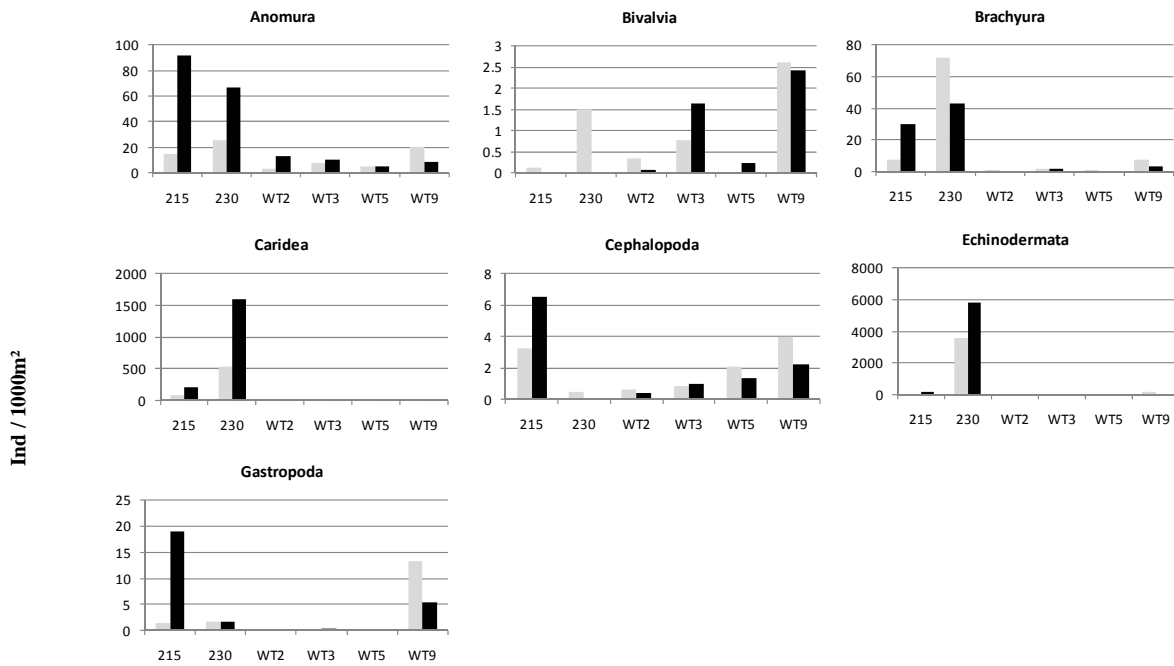 Anomura
100
80
60
40
20
0
215 230 WT2 WT3 WT5 WT9
Bivalvia
3
2.5
2
1.5
1
0.5
0
215 230 WT2 WT3 WT5 WT9
Brachyura
80
60
40
20
0
215 230 WT2 WT3 WT5 WT9
Caridea
2000
1500
1000
500
0
215 230 WT2 WT3 WT5 WT9
Cephalopoda
8
6
4
2
0
215 230 WT2 WT3 WT5 WT9
Echinodermata
8000
6000
4000
2000
0
215 230 WT2 WT3 WT5 WT9
Ind / 1000m²
Gastropoda
25
20
15
10
5
0
215 230 WT2 WT3 WT5 WT9